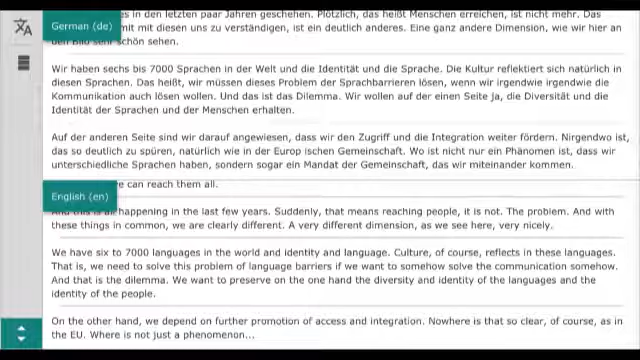 es in den letzten paar Jahren geschehen. Plötzlich, das heißt Menschen erreichen, ist nicht mehr. Das
German (de)
mit mit diesen uns zu verständigen, ist ein deutlich anderes. Eine ganz andere Dimension, wie wir hier an
den Bild sehr schön sehen.
Wir haben sechs bis 7000 Sprachen in der Welt und die Identität und die Sprache. Die Kultur reflektiert sich natürlich in
diesen Sprachen. Das heißt, wir müssen dieses Problem der Sprachbarrieren lösen, wenn wir irgendwie irgendwie die
Kommunikation auch lösen wollen. Und das ist das Dilemma. Wir wollen auf der einen Seite ja, die Diversität und die
Identität der Sprachen und der Menschen erhalten.
Auf der anderen Seite sind wir darauf angewiesen, dass wir den Zugriff und die Integration weiter fördern. Nirgendwo ist,
das so deutlich zu spüren, natürlich wie in der Europ ischen Gemeinschaft. Wo ist nicht nur ein Phänomen ist, dass wir
unterschiedliche Sprachen haben, sondern sogar ein Mandat der Gemeinschaft, das wir miteinander kommen.
we can reach them all.
English (en)
And this is all happening in the last few years. Suddenly, that means reaching people, it is not. The problem. And with
these things in common, we are clearly different. A very different dimension, as we see here, very nicely.
We have six to 7000 languages in the world and identity and language. Culture, of course, reflects in these languages.
That is, we need to solve this problem of language barriers if we want to somehow solve the communication somehow.
And that is the dilemma. We want to preserve on the one hand the diversity and identity of the languages and the
identity of the people.
On the other hand, we depend on further promotion of access and integration. Nowhere is that so clear, of course, as in
the EU. Where is not just a phenomenon...